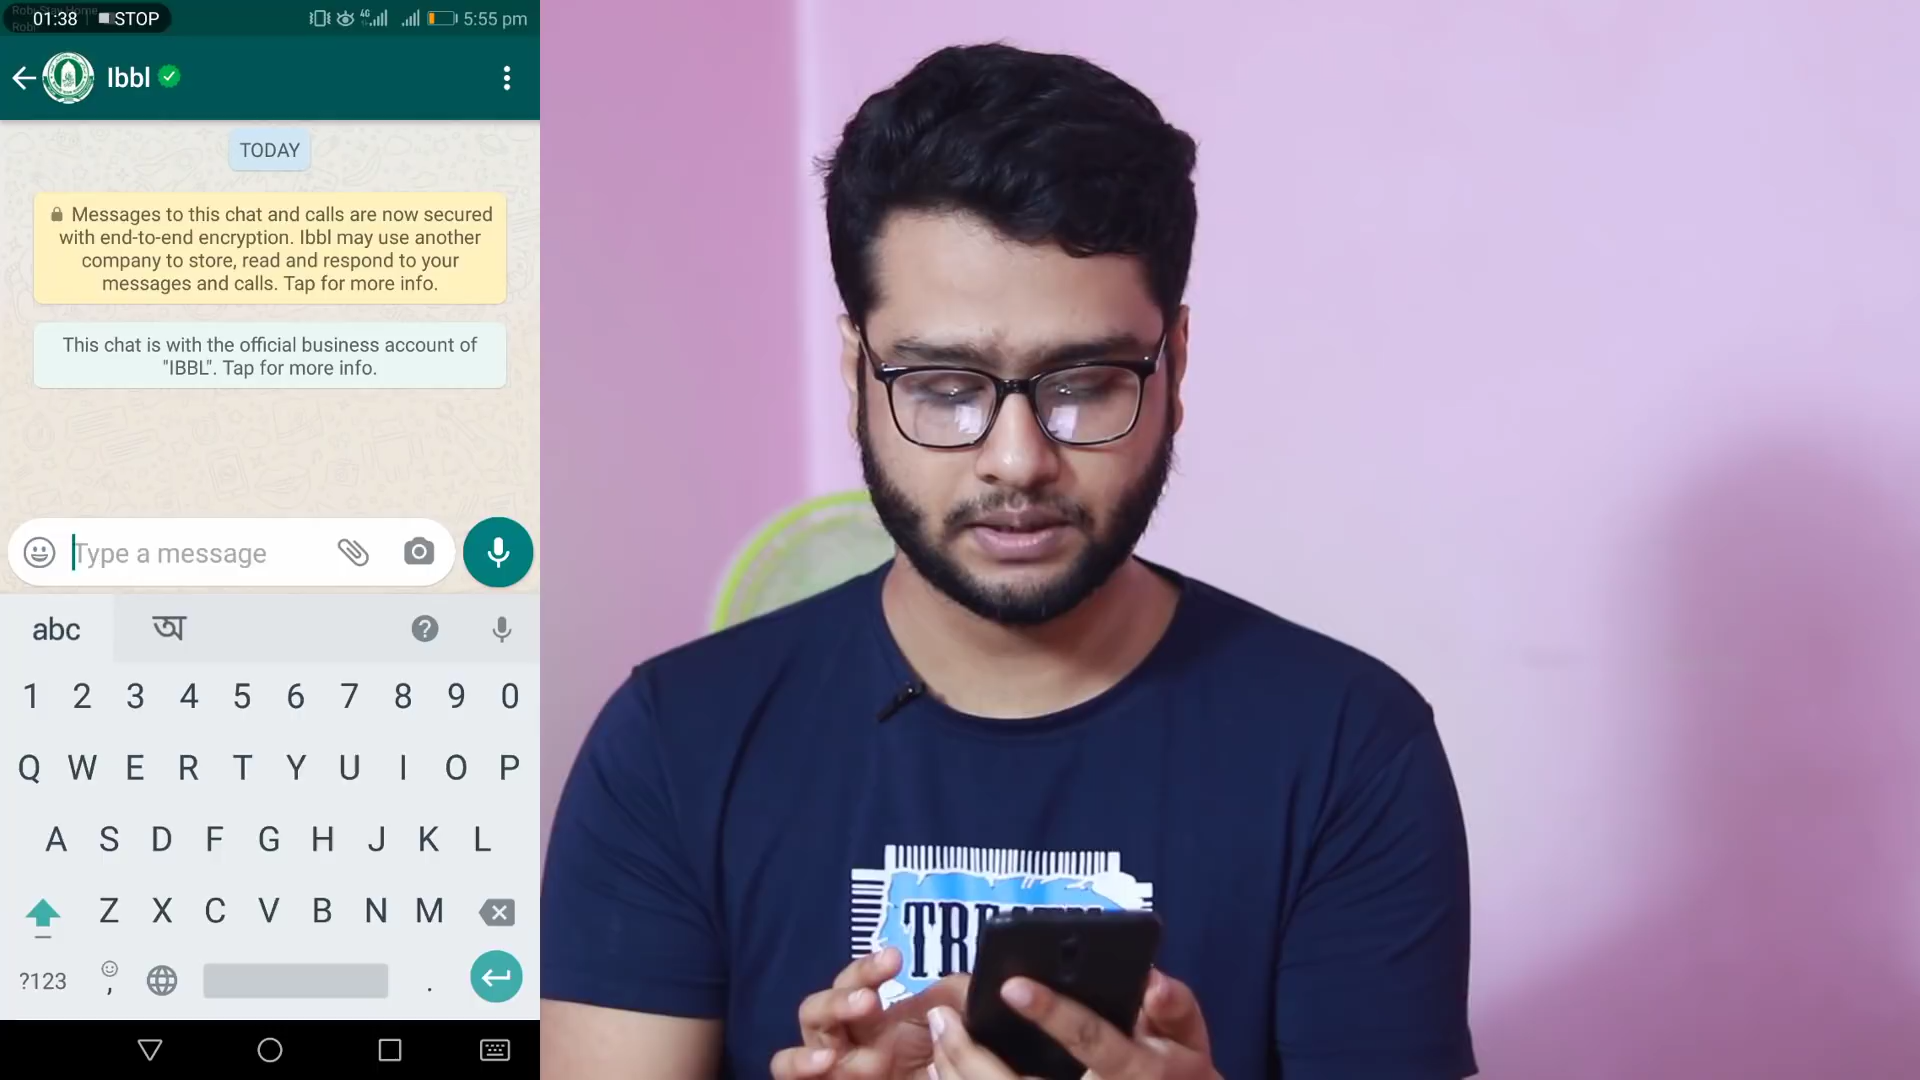 01:38 STOP 5:55 pm
Ibbl
TODAY
Messages to this chat and calls are now secured
with end-to-end encryption. Ibbl may use another
company to store, read and respond to your
messages and calls. Tap for more info.
This chat is with the official business account of
"IBBL". Tap for more info.
Type a message
abc অ
1 2 3 4 5 6 7 8 9 0
Q W E R T Y U I O P
A S D F G H J K L
Z X C V B N M
?123 , .